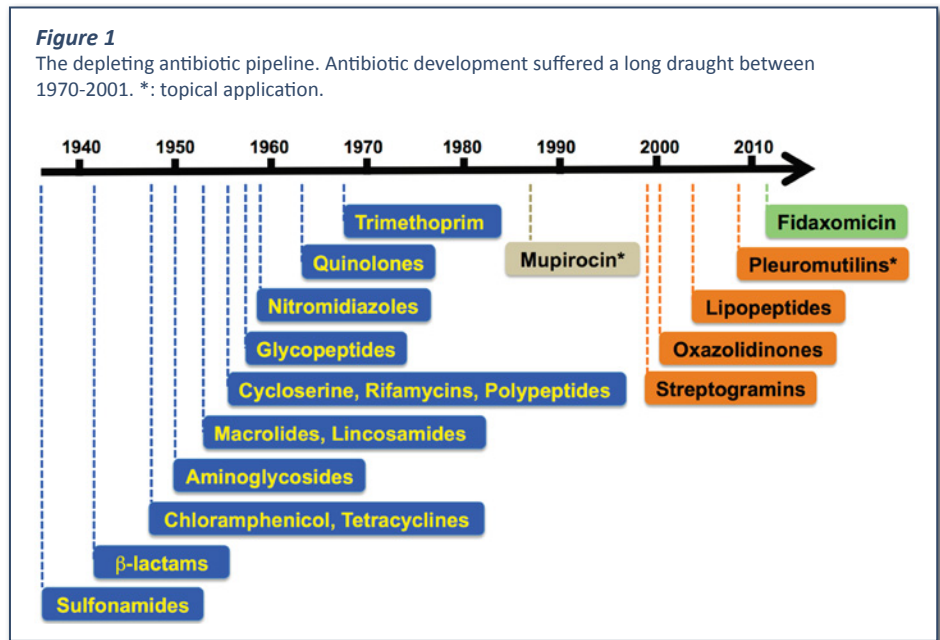 Figure 1
The depleting antibiotic pipeline. Antibiotic development suffered a long draught between
1970-2001. *: topical application.
1940 1950 1960 1970 1980 1990 2000 2010
Trimethoprim
Fidaxomicin
Quinolones
Mupirocin*
Pleuromutilins*
Nitromidiazoles
Lipopeptides
Glycopeptides
Oxazolidinones
Cycloserine, Rifamycins, Polypeptides
Streptogramins
Macrolides, Lincosamides
Aminoglycosides
Chloramphenicol, Tetracyclines
β-lactams
Sulfonamides